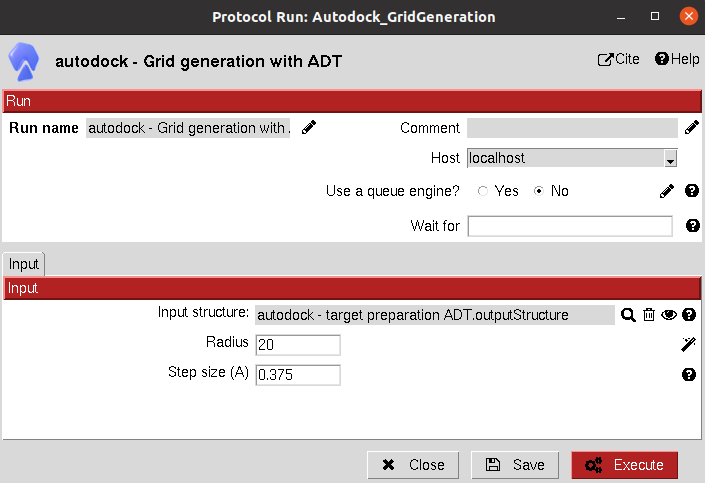 Protocol Run: Autodock_GridGeneration
autodock - Grid generation with ADT
Cite
Help
Run
Run name autodock - Grid generation with .
Comment
Host localhost
Use a queue engine? Yes No
Wait for
Input
Input
Input structure: autodock - target preparation ADT.outputStructure
Radius 20
Step size (A) 0.375
Close Save Execute